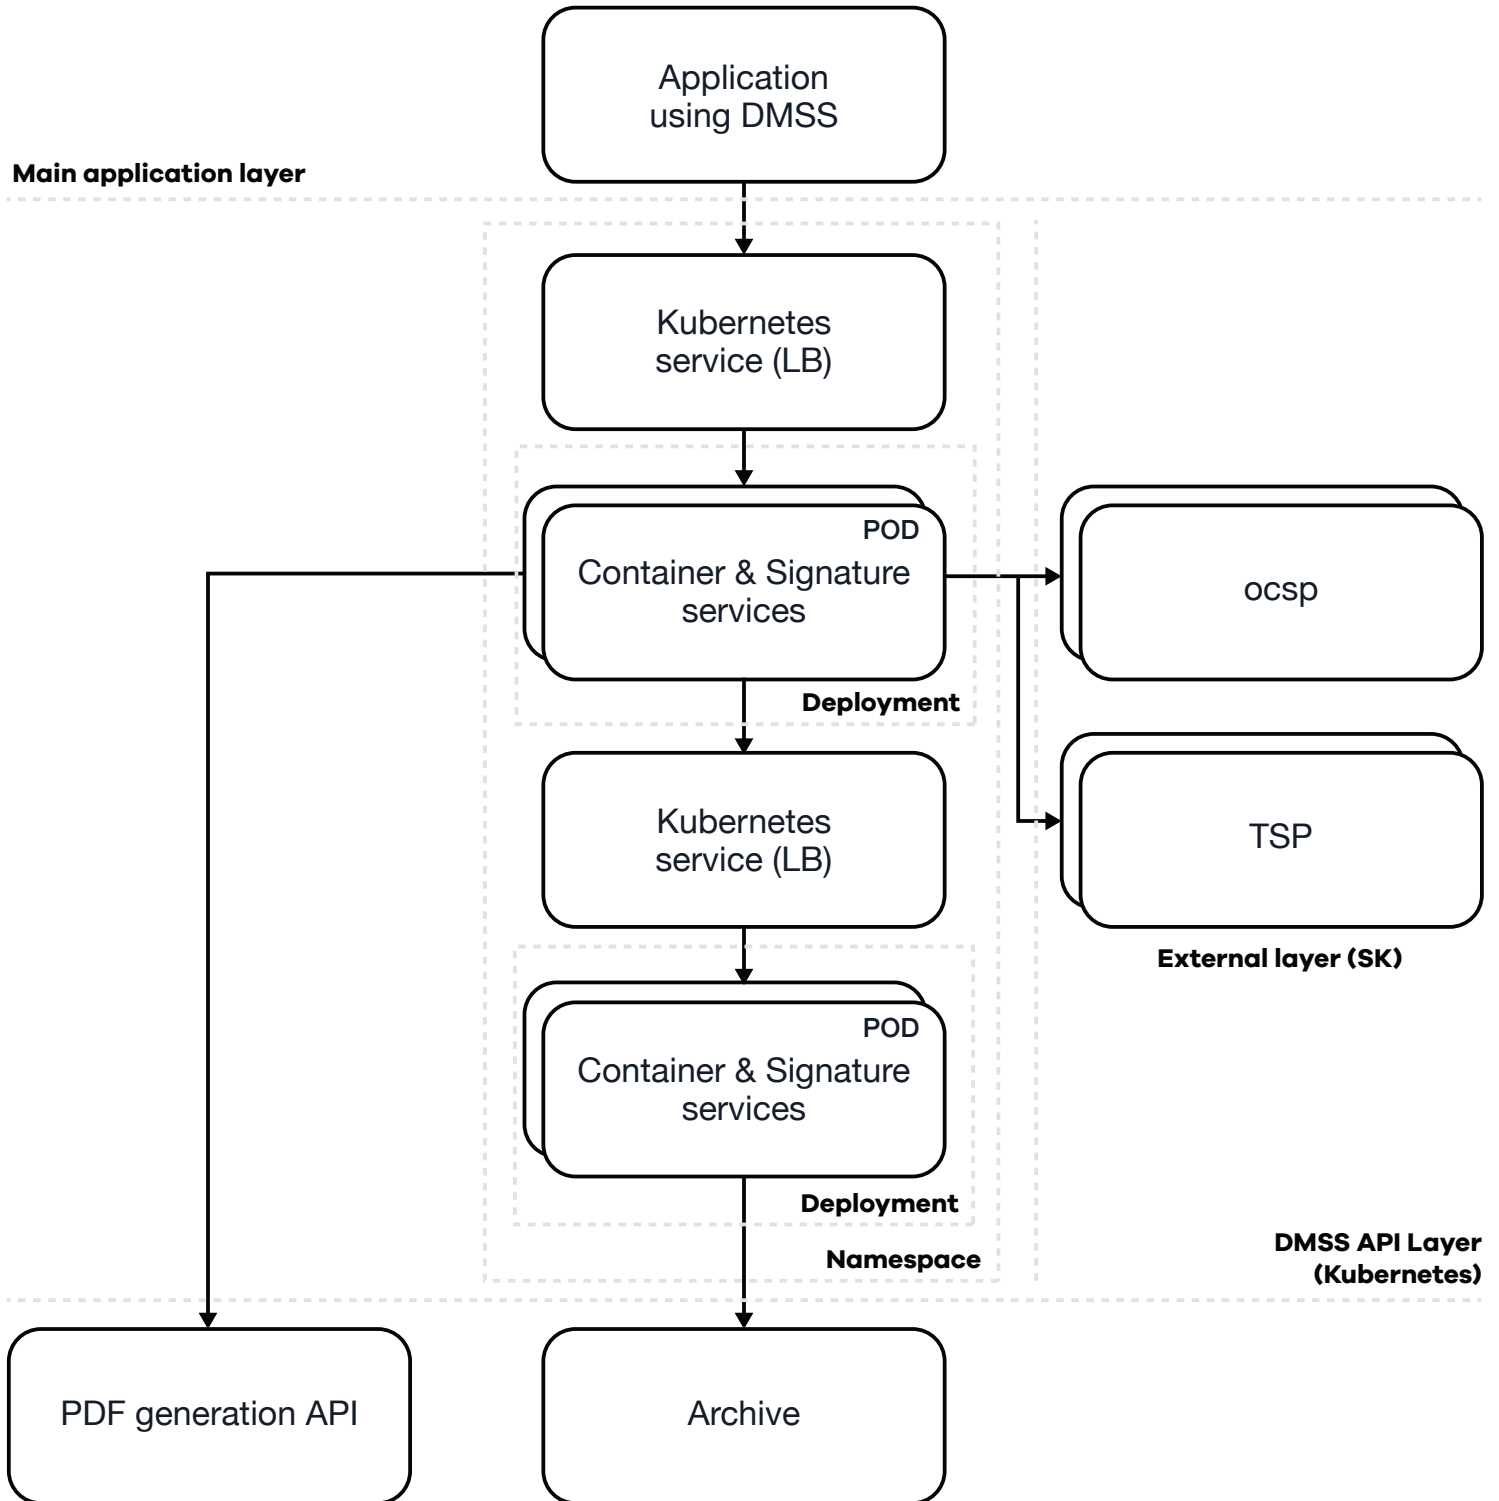 Application
using DMSS
Main application layer
Kubernetes
service (LB)
POD
Container & Signature
services
ocsp
Deployment
Kubernetes
service (LB)
TSP
External layer (SK)
POD
Container & Signature
services
Deployment
Namespace
DMSS API Layer
(Kubernetes)
PDF generation API
Archive